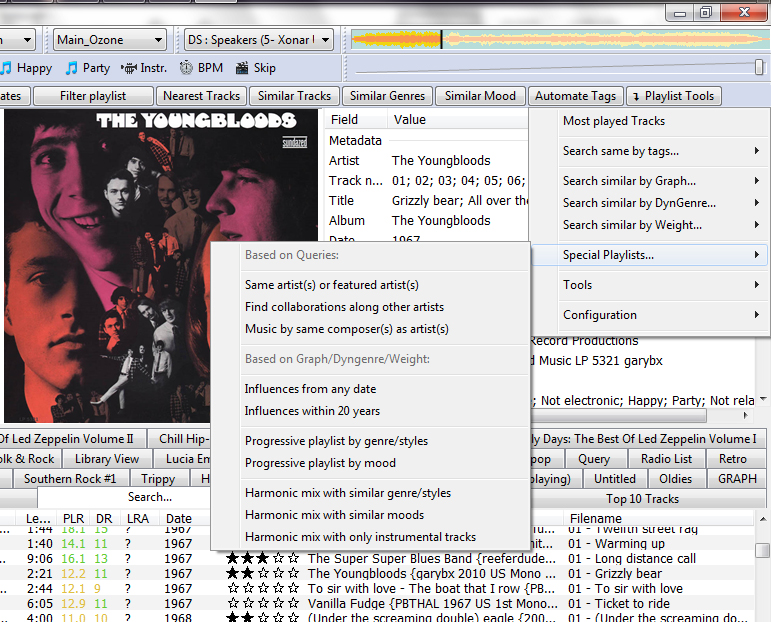 n
Main_Ozone
DS : Speakers (5- Xonar
Happy
Party
Instr.
BPM
Skip
ates
Filter playlist
Nearest Tracks
Similar Tracks
Similar Genres
Similar Mood
Automate Tags
Playlist Tools
THE YOUNGBLOODS
sundazed
Field Value
Metadata
Artist The Youngbloods
Track n... 01; 02; 03; 04; 05; 06;
Title Grizzly bear; All over the
Album The Youngbloods
Date 1967
Most played Tracks
Search same by tags...
Search similar by Graph...
Search similar by DynGenre...
Search similar by Weight...
Special Playlists...
Tools
Configuration
Based on Queries:
Same artist(s) or featured artist(s)
Find collaborations along other artists
Music by same composer(s) as artist(s)
Based on Graph/Dyngenre/Weight:
Influences from any date
Influences within 20 years
Progressive playlist by genre/styles
Progressive playlist by mood
Harmonic mix with similar genre/styles
Harmonic mix with similar moods
Harmonic mix with only instrumental tracks
Record Productions
d Music LP 5321 garybx
; Not electronic; Happy; Party; Not rela
Of Led Zeppelin Volume II
Chill Hip-
ly Days: The Best Of Led Zeppelin Volume I
olk & Rock
Library View
Lucia Em
pop
Query
Radio List
Retro
Southern Rock #1
Trippy
H
playing)
Untitled
Oldies
GRAPH
Search...
Top 10 Tracks
Le... PLR DR LRA Date Filename
1:44 18.1 15 ? 1967 01 - Twentith street rag
1:40 14.1 11 ? 1967 nit... 01 - Warming up
9:06 16.1 13 ? 1967 ★★★☆☆ The Super Super Blues Band {reeferdude... 01 - Long distance call
2:21 12.2 11 ? 1967 ★★☆☆☆ The Youngbloods {garybx 2010 US Mono ... 01 - Grizzly bear
2:44 12.1 9 ? 1967 ☆☆☆☆☆ To sir with love - The boat that I row {PB... 01 - To sir with love
6:05 12.9 11 ? 1967 ☆☆☆☆☆ Vanilla Fudge {PBTHAL 1967 US 1st Mono... 01 - Ticket to ride
4:00 11.0 10 ? 1968 ★★☆☆☆ (Under the screaming double) eagle {200... 01 - (Under the screaming do...